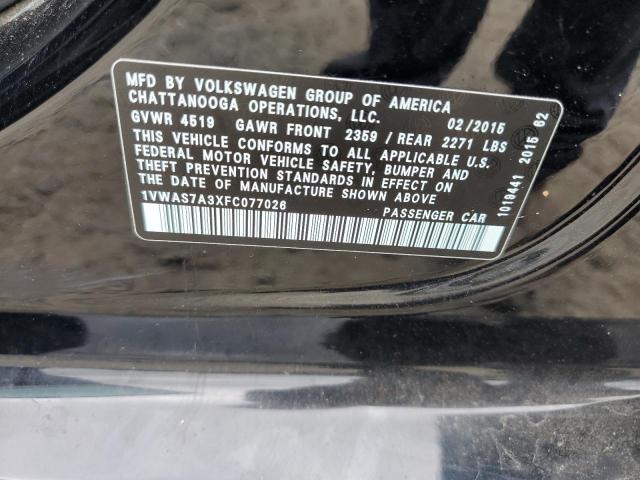 MFD BY VOLKSWAGEN GROUP OF AMERICA
CHATTANOOGA OPERATIONS, LLC. 02/2015
GVWR 4519 GAWR FRONT 2359 / REAR 2271 LBS
THIS VEHICLE CONFORMS TO ALL APPLICABLE U.S.
FEDERAL MOTOR VEHICLE SAFETY, BUMPER AND
THEFT PREVENTION STANDARDS IN EFFECT ON
THE DATE OF MANUFACTURE SHOWN ABOVE
1VWAS7A3XFC077026 PASSENGER CAR
1019441 2015 62